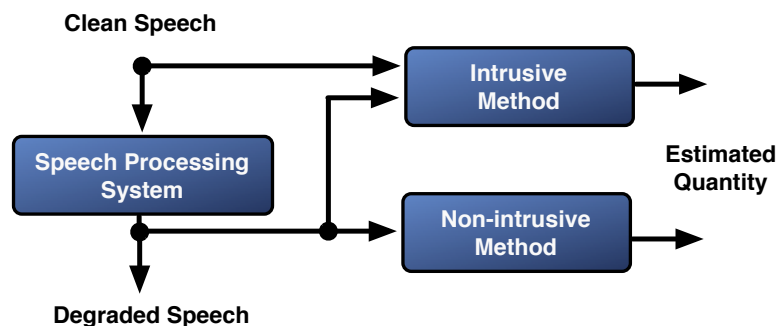 Clean Speech
Intrusive
Method
Speech Processing
System
Estimated
Quantity
Non-intrusive
Method
Degraded Speech